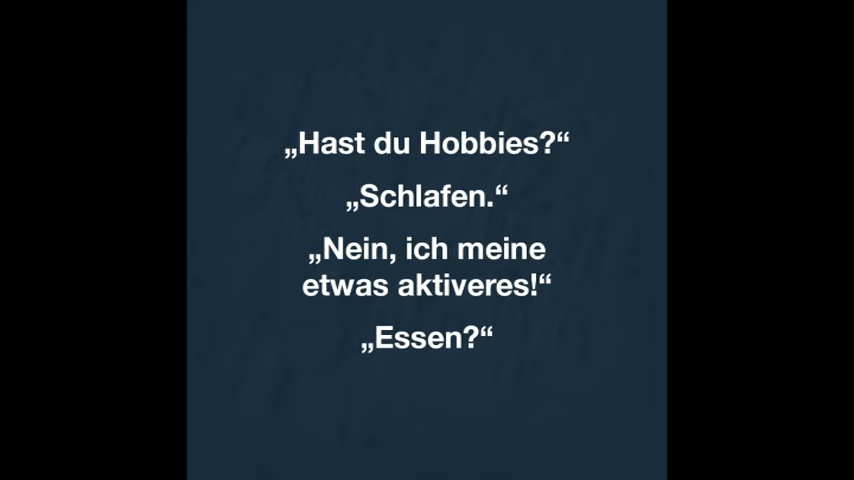 „Hast du Hobbies?“
„Schlafen.“
„Nein, ich meine
etwas aktiveres!“
„Essen?“